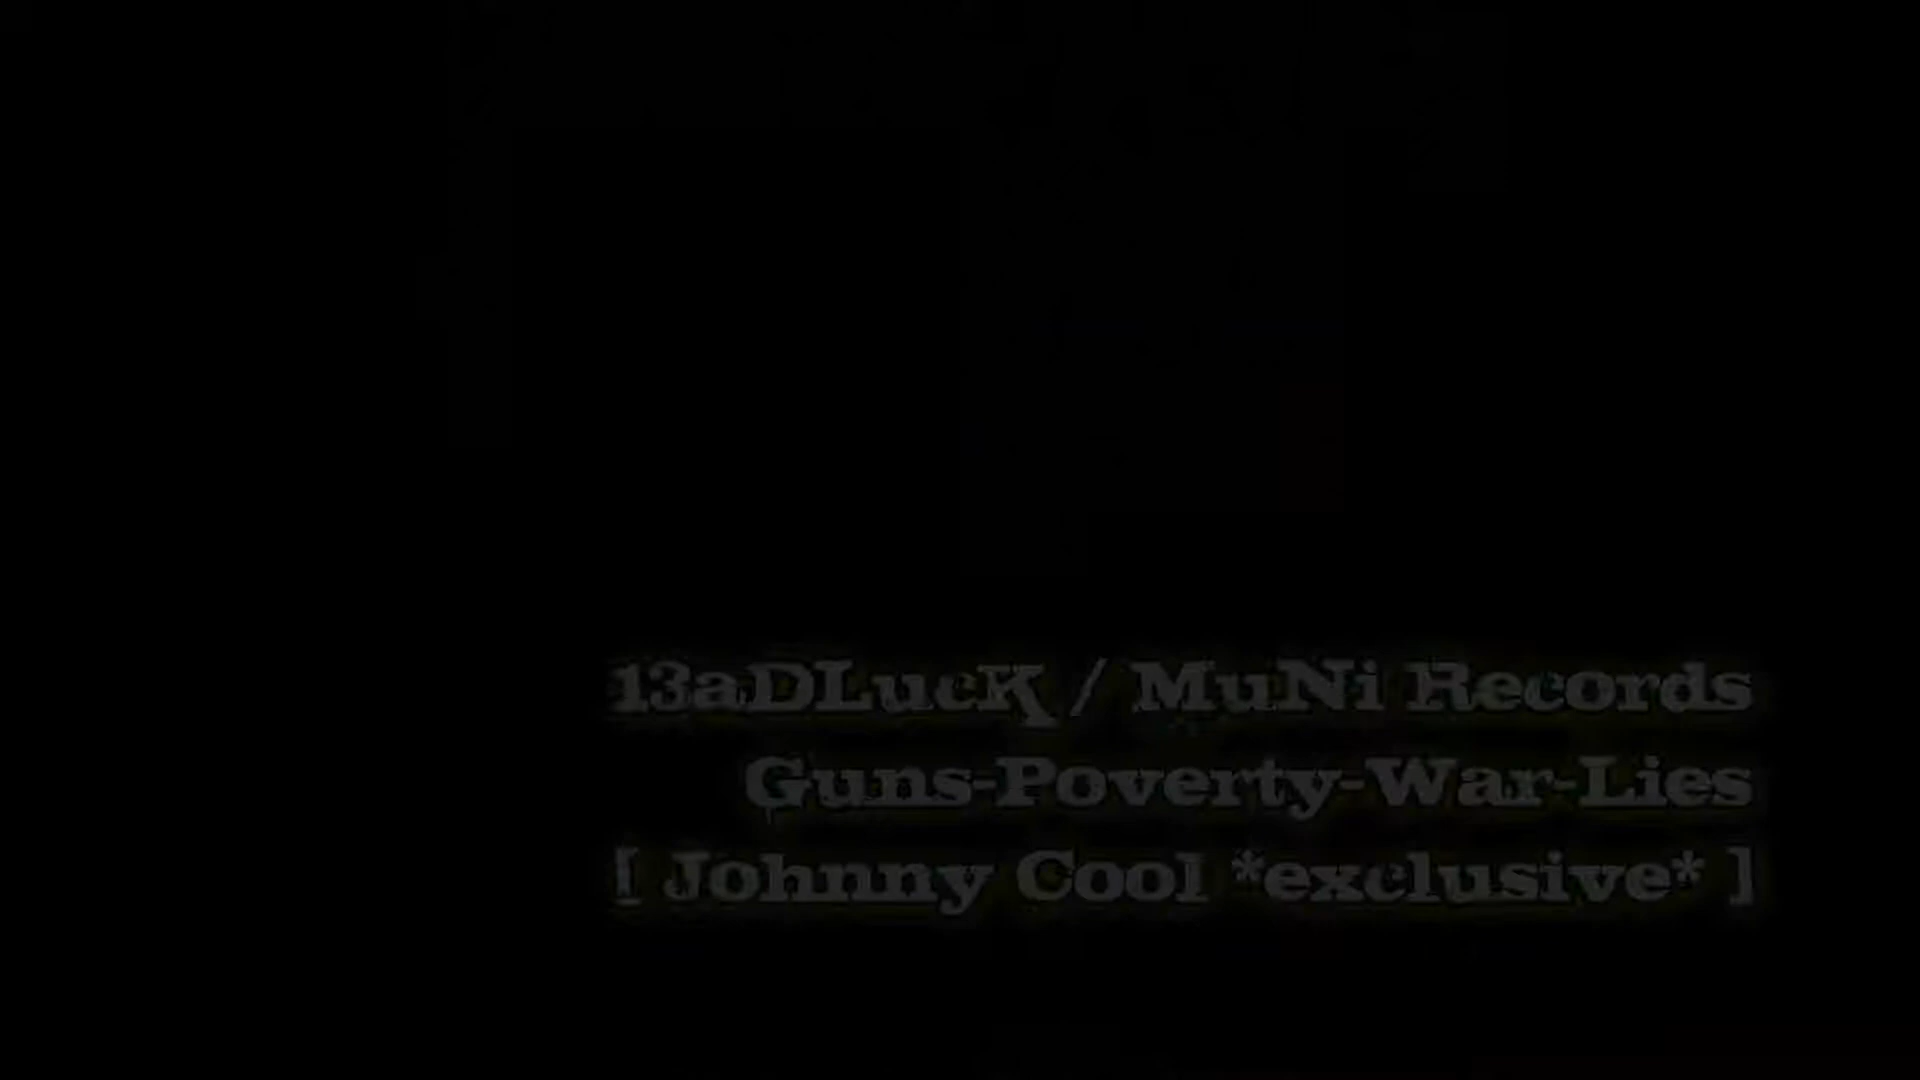 13aDLucK / MuNi Records
Guns-Poverty-War-Lies
[ Johnny Cool *exclusive* ]